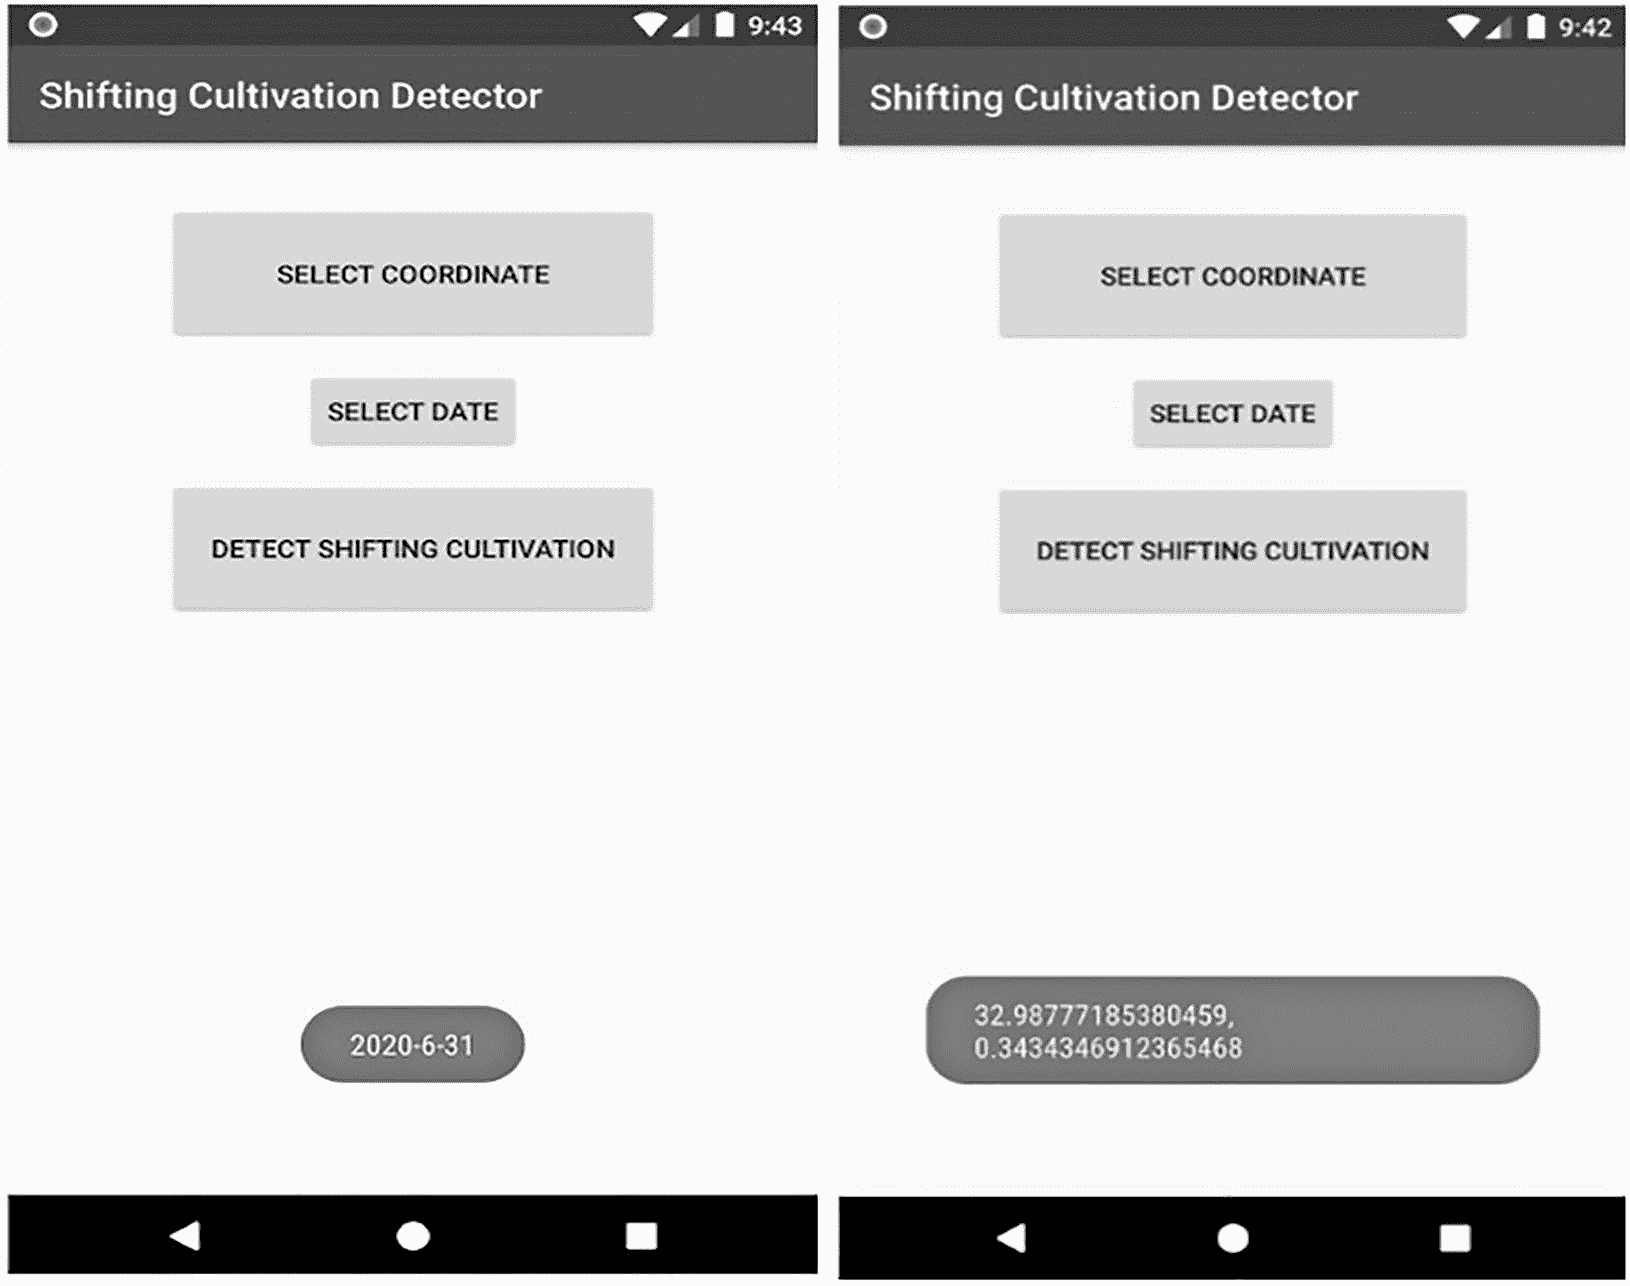 9:43
Shifting Cultivation Detector
SELECT COORDINATE
SELECT DATE
DETECT SHIFTING CULTIVATION
2020-6-31
9:42
Shifting Cultivation Detector
SELECT COORDINATE
SELECT DATE
DETECT SHIFTING CULTIVATION
32.98777185380459,
0.3434346912365468